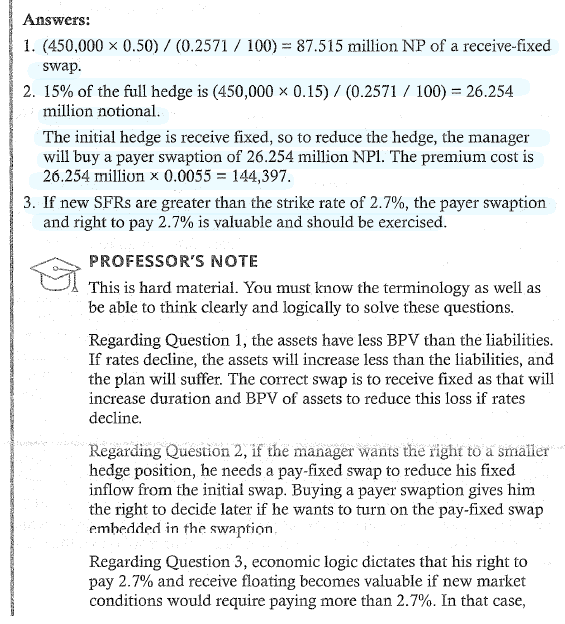 Answers:
1. (450,000 × 0.50) / (0.2571 / 100) = 87.515 million NP of a receive-fixed
swap.
2. 15% of the full hedge is (450,000 × 0.15) / (0.2571 / 100) = 26.254
million notional.
The initial hedge is receive fixed, so to reduce the hedge, the manager
will buy a payer swaption of 26.254 million NPl. The premium cost is
26.254 million × 0.0055 = 144,397.
3. If new SFRs are greater than the strike rate of 2.7%, the payer swaption
and right to pay 2.7% is valuable and should be exercised.
PROFESSOR'S NOTE
This is hard material. You must know the terminology as well as
be able to think clearly and logically to solve these questions.
Regarding Question 1, the assets have less BPV than the liabilities.
If rates decline, the assets will increase less than the liabilities, and
the plan will suffer. The correct swap is to receive fixed as that will
increase duration and BPV of assets to reduce this loss if rates
decline.
Regarding Question 2, if the manager wants the right to a smaller
hedge position, he needs a pay-fixed swap to reduce his fixed
inflow from the initial swap. Buying a payer swaption gives him
the right to decide later if he wants to turn on the pay-fixed swap
embedded in the swaption.
Regarding Question 3, economic logic dictates that his right to
pay 2.7% and receive floating becomes valuable if new market
conditions would require paying more than 2.7%. In that case,